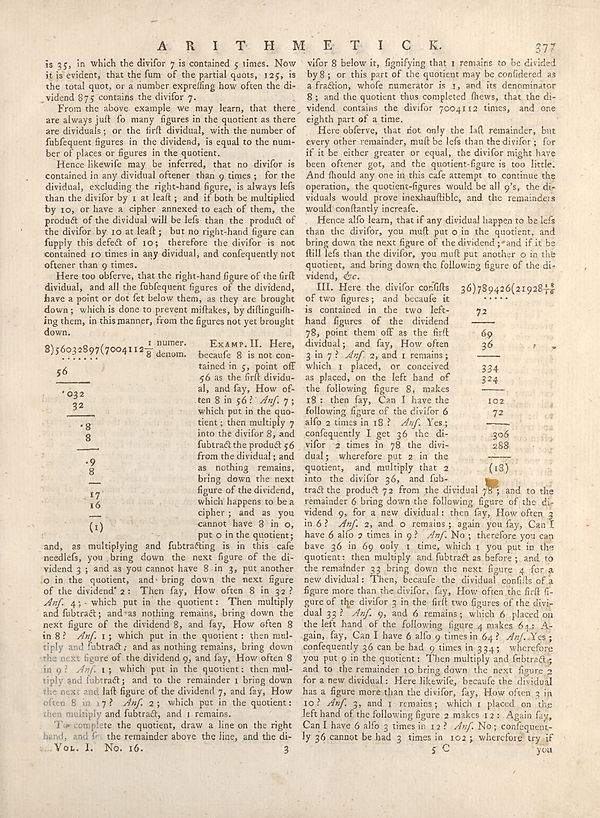 A R I T H M E T I C K. 377
is 35, in which the divisor 7 is contained 5 times. Now
it is evident, that the sum of the partial quots, 125, is
the total quot, or a number expressing how often the di-
vidend 875 contains the divisor 7.
From the above example we may learn, that there
are always just so many figures in the quotient as there
are dividuals; or the first dividual, with the number of
subsequent figures in the dividend, is equal to the num-
ber of places or figures in the quotient.
Hence likewise may be inferred, that no divisor is
contained in any dividual oftener than 9 times; for the
dividual, excluding the right-hand figure, is always less
than the divisor by 1 at least; and if both be multiplied
by 10, or have a cipher annexed to each of them, the
product of the dividual will be less than the product of
the divisor by 10 at least; but no right-hand figure can
supply this defect of 10; therefore the divisor is not
contained 10 times in any dividual, and consequently not
oftener than 9 times.
Here too observe, that the right-hand figure of the first
dividual, and all the subsequent figures of the dividend,
have a point or dot set below them, as they are brought
down; which is done to prevent mistakes, by distinguish-
ing them, in this manner, from the figures not yet brought
down.
8)56032897(7004112 1/8 numer. denom.
56
032
32
8
8
9
8
17
16
(1)
EXAMP. II. Here,
because 8 is not con-
tained in 5, point off
56 as the first dividu-
al, and say, How of-
ten 8 in 56? Ans. 7;
which put in the quo-
tient; then multiply 7
into the divisor 8, and
subtract the product 56
from the dividual; and
as nothing remains,
bring down the next
figure of the dividend,
which happens to be a
cipher; and as you
cannot have 8 in 0,
put 0 in the quotient;
and, as multiplying and subtracting is in this case
needless, you bring down the next figure of the di-
vidend 3; and as you cannot have 8 in 3, put another
0 in the quotient, and bring down the next figure
of the dividend 2: Then say, How often 8 in 32?
Ans. 4; which put in the quotient: Then multiply
and subtract; and as nothing remains, bring down the
next figure of the dividend 8, and say, How often 8
in 8? Ans. 1; which put in the quotient: then mul-
tiply and subtract; and as nothing remains, bring down
the next figure of the dividend 9, and say, How often 8
in 9? Ans. 1; which put in the quotient: then mul-
tiply and subtract; and to the remainder 1 bring down
the next and last figure of the dividend 7, and say, How
often 8 in 17? Ans. 2; which put in the quotient:
then multiply and subtract, and 1 remains.
To complete the quotient, draw a line on the right
hand, and the remainder above the line, and the di-
VOL. I. No. 16. 3
visor 8 below it, signifying that 1 remains to be divided
by 8; or this part of the quotient may be considered as
a fraction, whose numerator is 1, and its denominator
8; and the quotient thus completed shews, that the di-
vidend contains the divisor 7004112 times, and one
eighth part of a time.
Here observe, that not only the last remainder, but
every other remainder, must be less than the divisor; for
if it be either greater or equal, the divisor might have
been oftener got, and the quotient-figure is too little.
And should any one in this case attempt to continue the
operation, the quotient-figures would be all 9's, the di-
viduals would prove inexhaustible, and the remainders
would constantly increase.
Hence also learn, that if any dividual happen to be less
than the divisor, you must put 0 in the quotient, and
bring down the next figure of the dividend; and if it be
still less than the divisor, you must put another 0 in the
quotient, and bring down the following figure of the di-
vidend, &c.
III. Here the divisor consists
of two figures; and because it
is contained in the two left-
hand figures of the dividend
78, point them off as the first
dividual; and say, How often
3 in 7? Ans. 2, and 1 remains;
which 1 placed, or conceived
as placed, on the left hand of
the following figure 8, makes
18: then say, Can I have the
following figure of the divisor 6
also 2 times in 18? Ans. Yes;
consequently I get 36 the di-
visor 2 times in 78 the divi-
dual; wherefore put 2 in the
quotient, and multiply that 2
into the divisor 36, and sub-
36)789426(21928 18/36
72
69
36
334
324
102
72
306
288
(18)
tract the product 72 from the dividual 78; and to the
remainder 6 bring down the following figure of the di-
vidend 9, for a new dividual: then say, How often 3
in 6? Ans. 2, and 0 remains; again you say, Can I
have 6 also 2 times in 9? Ans. No; therefore you can
have 36 in 69 only 1 time, which 1 you put in the
quotient: then multiply and subtract as before; and to
the remainder 33 bring down the next figure 4 for a
new dividual: Then, because the dividual consists of a
figure more than the divisor, say, How often the first fi-
gure of the divisor 3 in the first two figures of the divi-
dual 33? Ans. 9, and 6 remains; which 6 placed on
the left hand of the following figure 4 makes 64: A-
gain, say, Can I have 6 also 9 times in 64? Ans. Yes;
consequently 36 can be had 9 times in 334; wherefore
you put 9 in the quotient: Then multiply and subtract;
and to the remainder 10 bring down the next figure 2
for a new dividual: Here likewise, because the dividual
has a figure more than the divisor, say, How often 3 in
10? Ans. 3, and 1 remains; which 1 placed on the
left hand of the following figure 2 makes 12: Again say,
Can I have 6 also 3 times in 12? Ans. No; consequent-
ly 36 cannot be had 3 times in 102; wherefore try if
5 C you